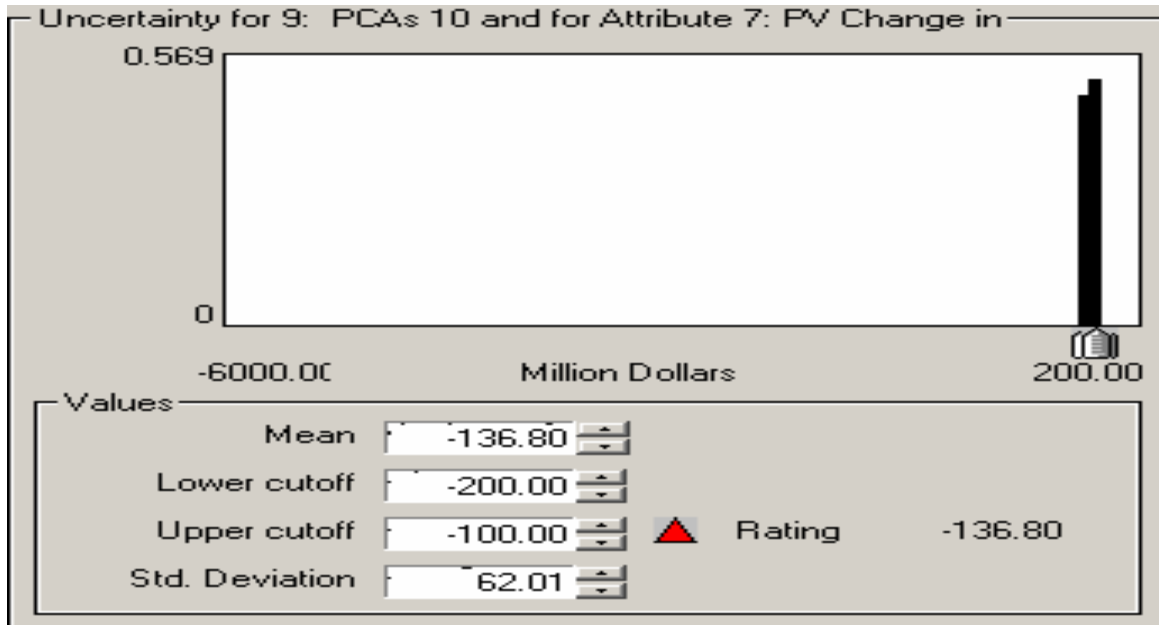 Uncertainty for 9: PCAs 10 and for Attribute 7: PV Change in
0.569
0
-6000.00 Million Dollars 200.00
Values
Mean -136.80
Lower cutoff -200.00
Upper cutoff -100.00 Rating -136.80
Std. Deviation 62.01